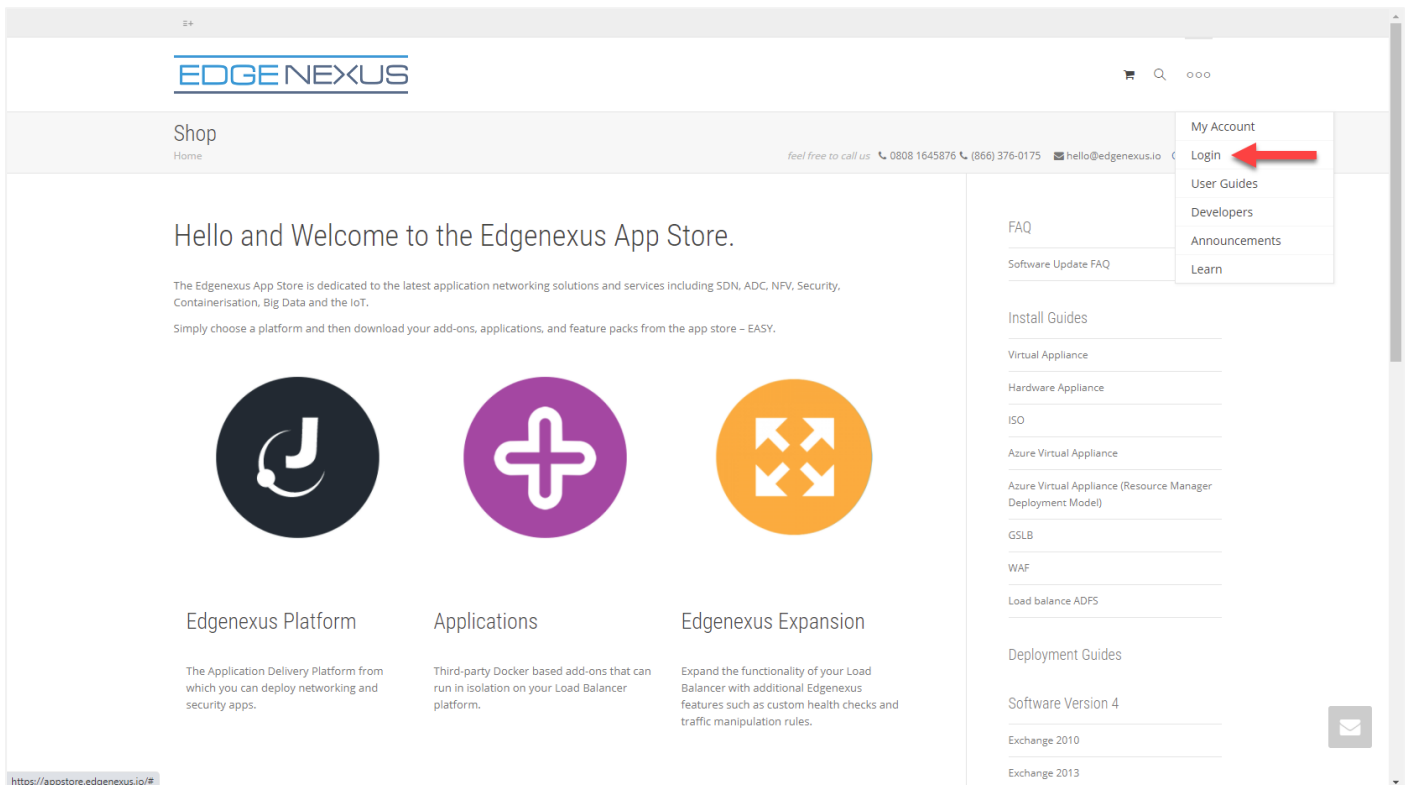 EDGENEXUS
Shop
Home
feel free to call us 0808 1645876 (866) 376-0175 hello@edgenexus.io
My Account
Login
User Guides
Developers
Announcements
Learn
Hello and Welcome to the Edgenexus App Store.
The Edgenexus App Store is dedicated to the latest application networking solutions and services including SDN, ADC, NFV, Security,
Containerisation, Big Data and the IoT.
Simply choose a platform and then download your add-ons, applications, and feature packs from the app store – EASY.
Edgenexus Platform
The Application Delivery Platform from
which you can deploy networking and
security apps.
Applications
Third-party Docker based add-ons that can
run in isolation on your Load Balancer
platform.
Edgenexus Expansion
Expand the functionality of your Load
Balancer with additional Edgenexus
features such as custom health checks and
traffic manipulation rules.
FAQ
Software Update FAQ
Install Guides
Virtual Appliance
Hardware Appliance
ISO
Azure Virtual Appliance
Azure Virtual Appliance (Resource Manager
Deployment Model)
GSLB
WAF
Load balance ADFS
Deployment Guides
Software Version 4
Exchange 2010
Exchange 2013
https://appstore.edgenexus.io/#